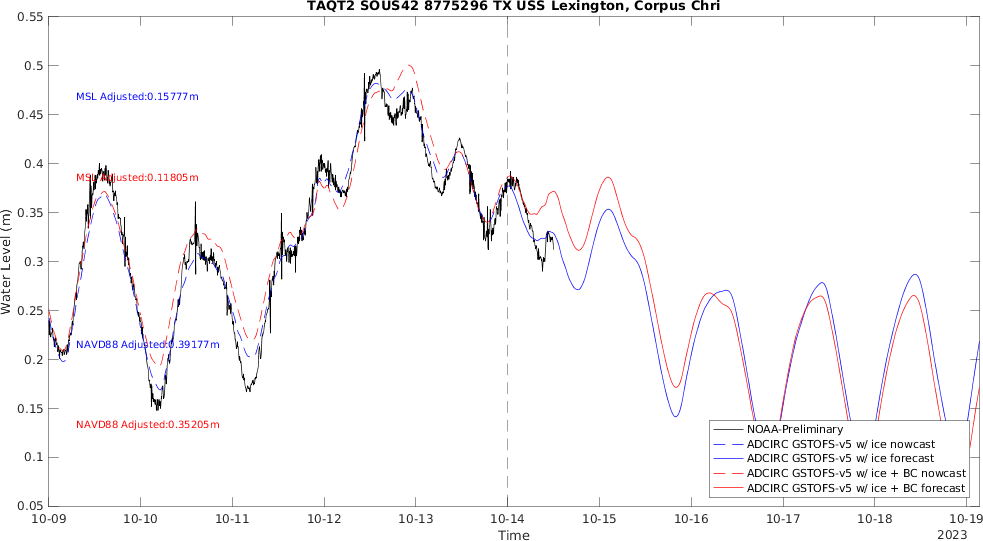 TAQT2 SOUS42 8775296 TX USS Lexington, Corpus Chri
0.55
0.5
0.45
0.4
0.35
0.3
0.25
0.2
0.15
0.1
0.05
Water Level (m)
MSL Adjusted:0.15777m
MSL Adjusted:0.11805m
NAVD88 Adjusted:0.39177m
NAVD88 Adjusted:0.35205m
NOAA-Preliminary
ADCIRC GSTOFS-v5 w/ ice nowcast
ADCIRC GSTOFS-v5 w/ ice forecast
ADCIRC GSTOFS-v5 w/ ice + BC nowcast
ADCIRC GSTOFS-v5 w/ ice + BC forecast
10-09 10-10 10-11 10-12 10-13 10-14 10-15 10-16 10-17 10-18 10-19
Time
2023